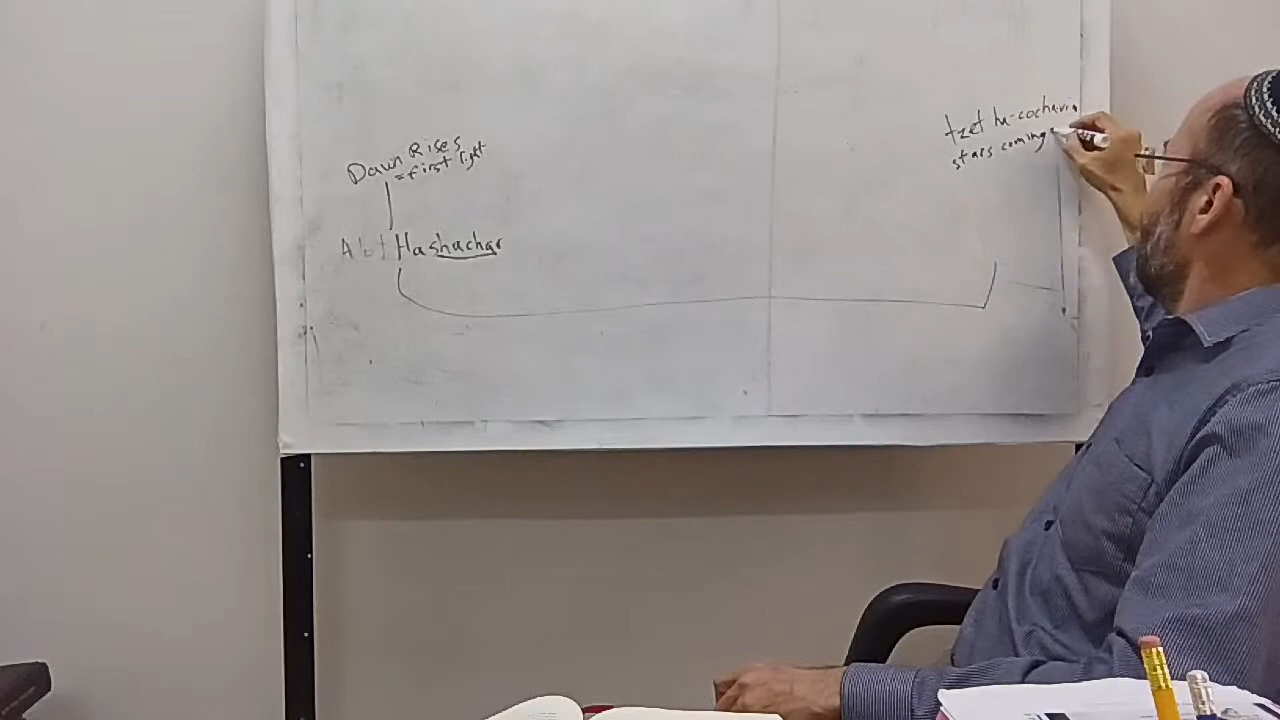 Dawn Rises
= first light
Alot Hashachar
tzet ha-cochavim
stars coming